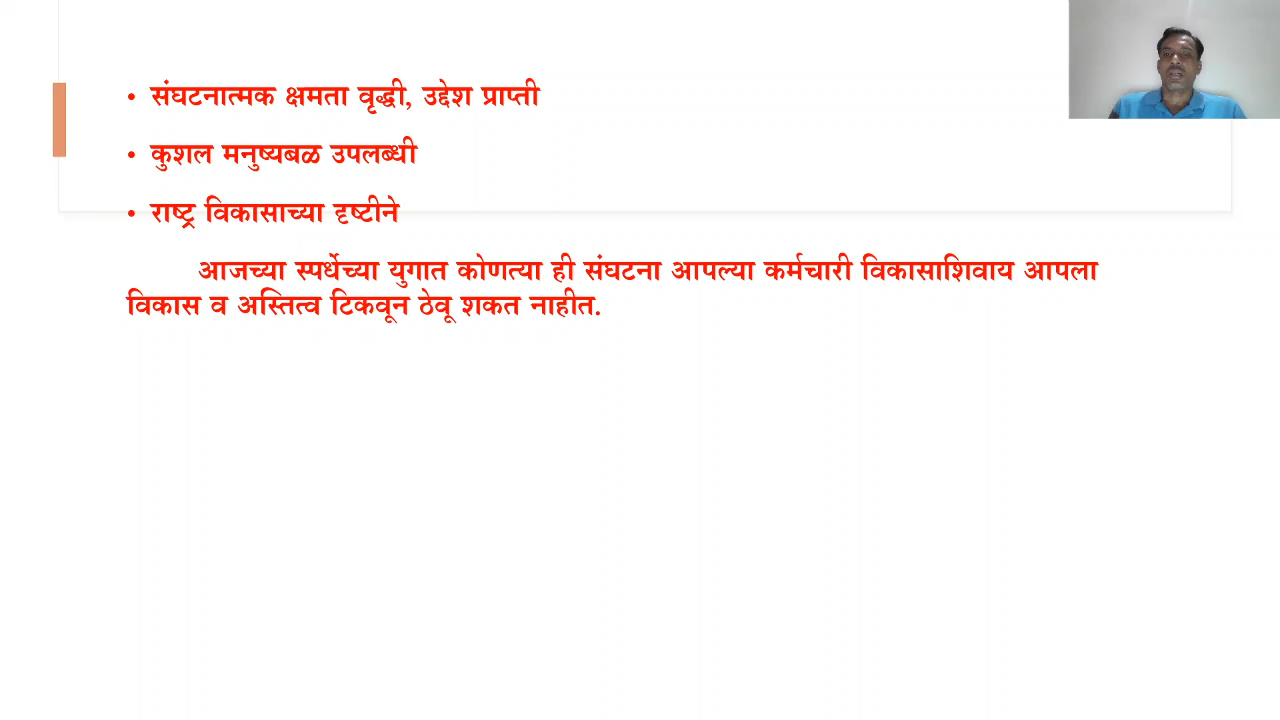 • संघटनात्मक क्षमता वृद्धी, उद्देश प्राप्ती
• कुशल मनुष्यबळ उपलब्धी
• राष्ट्र विकासाच्या दृष्टीने
आजच्या स्पर्धेच्या युगात कोणत्या ही संघटना आपल्या कर्मचारी विकासाशिवाय आपला
विकास व अस्तित्व टिकवून ठेवू शकत नाहीत.